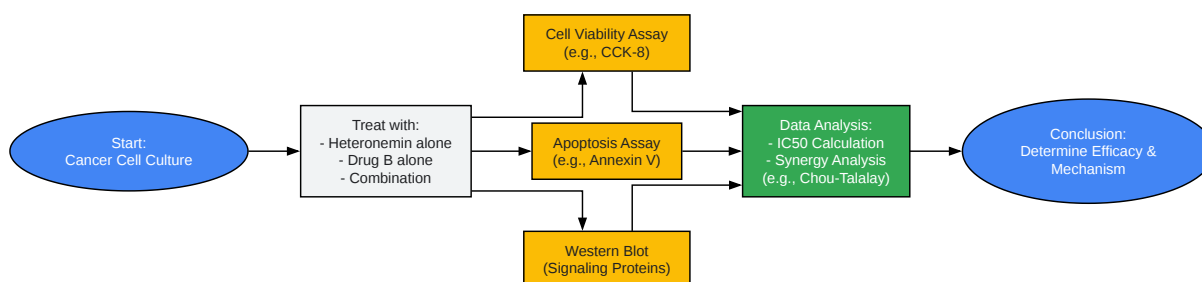 Start:
Cancer Cell Culture
Treat with:
- Heteronemin alone
- Drug B alone
- Combination
Cell Viability Assay
(e.g., CCK-8)
Apoptosis Assay
(e.g., Annexin V)
Western Blot
(Signaling Proteins)
Data Analysis:
- IC50 Calculation
- Synergy Analysis
(e.g., Chou-Talalay)
Conclusion:
Determine Efficacy &
Mechanism